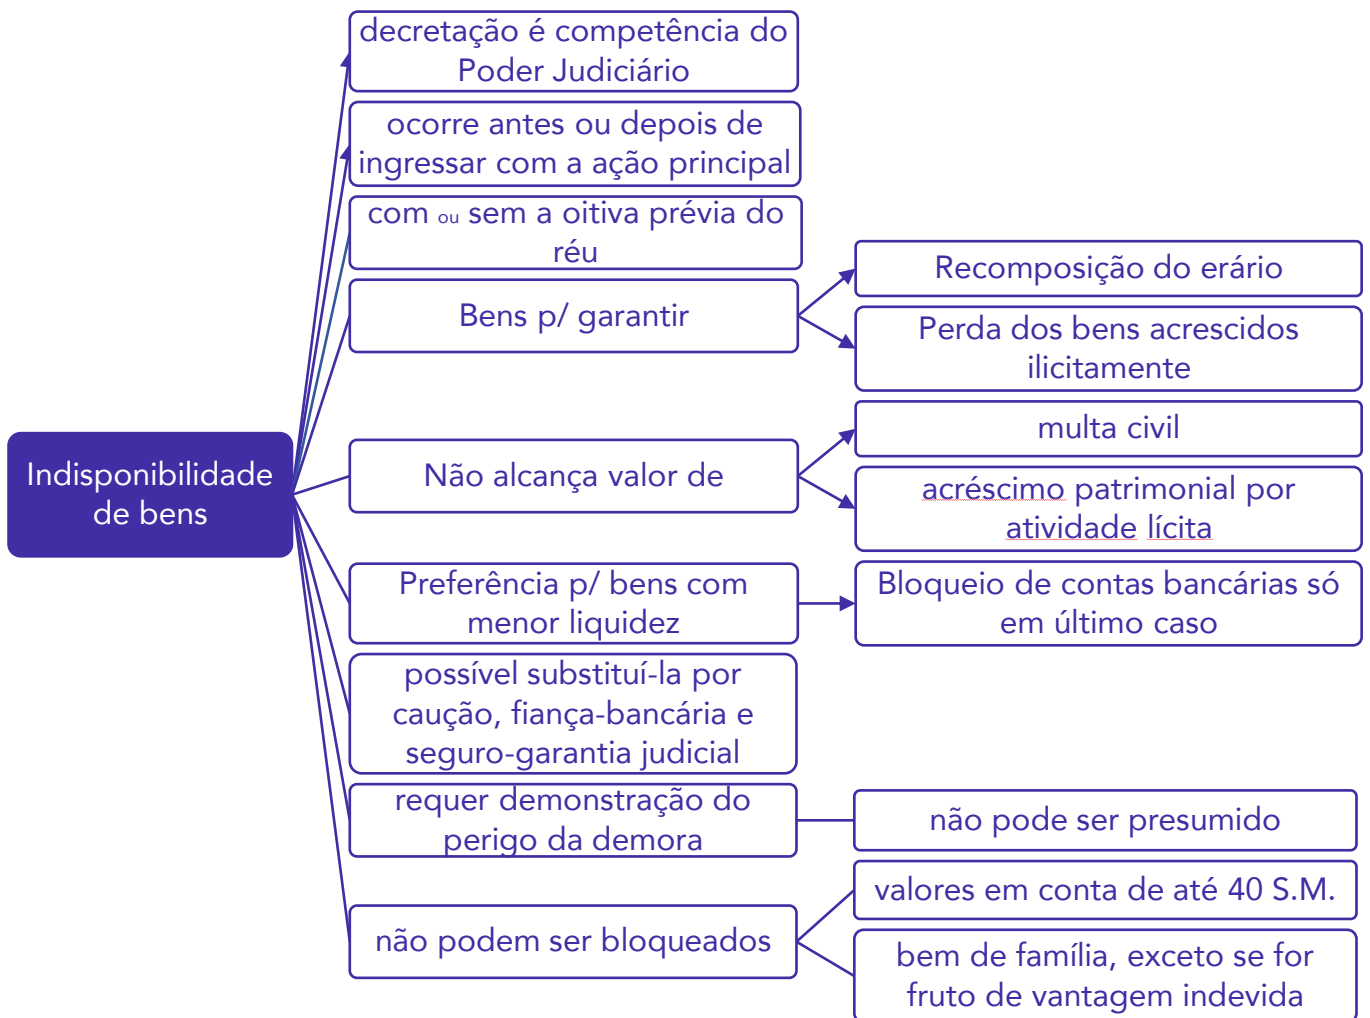 decretação é competência do
Poder Judiciário
ocorre antes ou depois de
ingressar com a ação principal
com ou sem a oitiva prévia do
réu
Bens p/ garantir
Recomposição do erário
Perda dos bens acrescidos
ilicitamente
Indisponibilidade
de bens
Não alcança valor de
multa civil
acréscimo patrimonial por
atividade lícita
Preferência p/ bens com
menor liquidez
Bloqueio de contas bancárias só
em último caso
possível substituí-la por
caução, fiança-bancária e
seguro-garantia judicial
requer demonstração do
perigo da demora
não pode ser presumido
não podem ser bloqueados
valores em conta de até 40 S.M.
bem de família, exceto se for
fruto de vantagem indevida